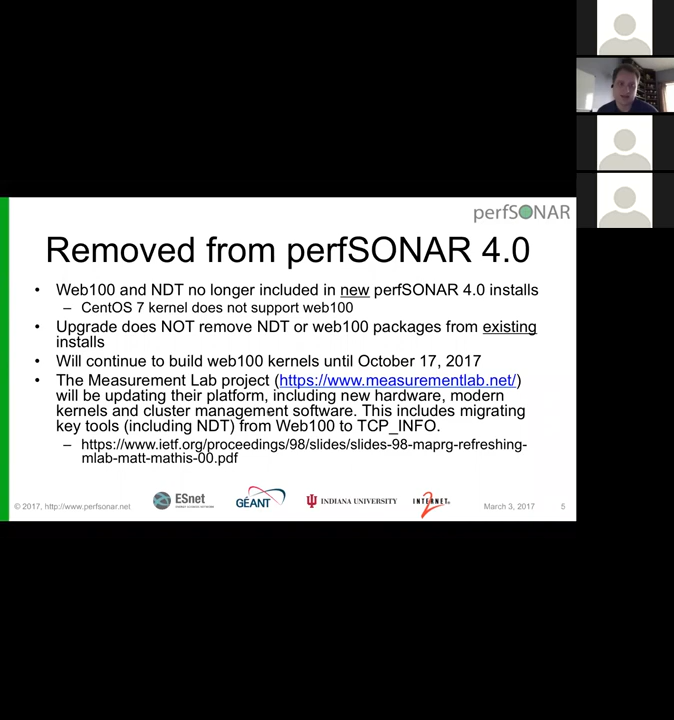 perfSONAR
Removed from perfSONAR 4.0
• Web100 and NDT no longer included in new perfSONAR 4.0 installs
– CentOS 7 kernel does not support web100
• Upgrade does NOT remove NDT or web100 packages from existing
installs
• Will continue to build web100 kernels until October 17, 2017
• The Measurement Lab project (https://www.measurementlab.net/)
will be updating their platform, including new hardware, modern
kernels and cluster management software. This includes migrating
key tools (including NDT) from Web100 to TCP_INFO.
– https://www.ietf.org/proceedings/98/slides/slides-98-maprg-refreshing-
mlab-matt-mathis-00.pdf
© 2017, http://www.perfsonar.net
ESnet
GÉANT
INDIANA UNIVERSITY
INTERNET
2
March 3, 2017
5